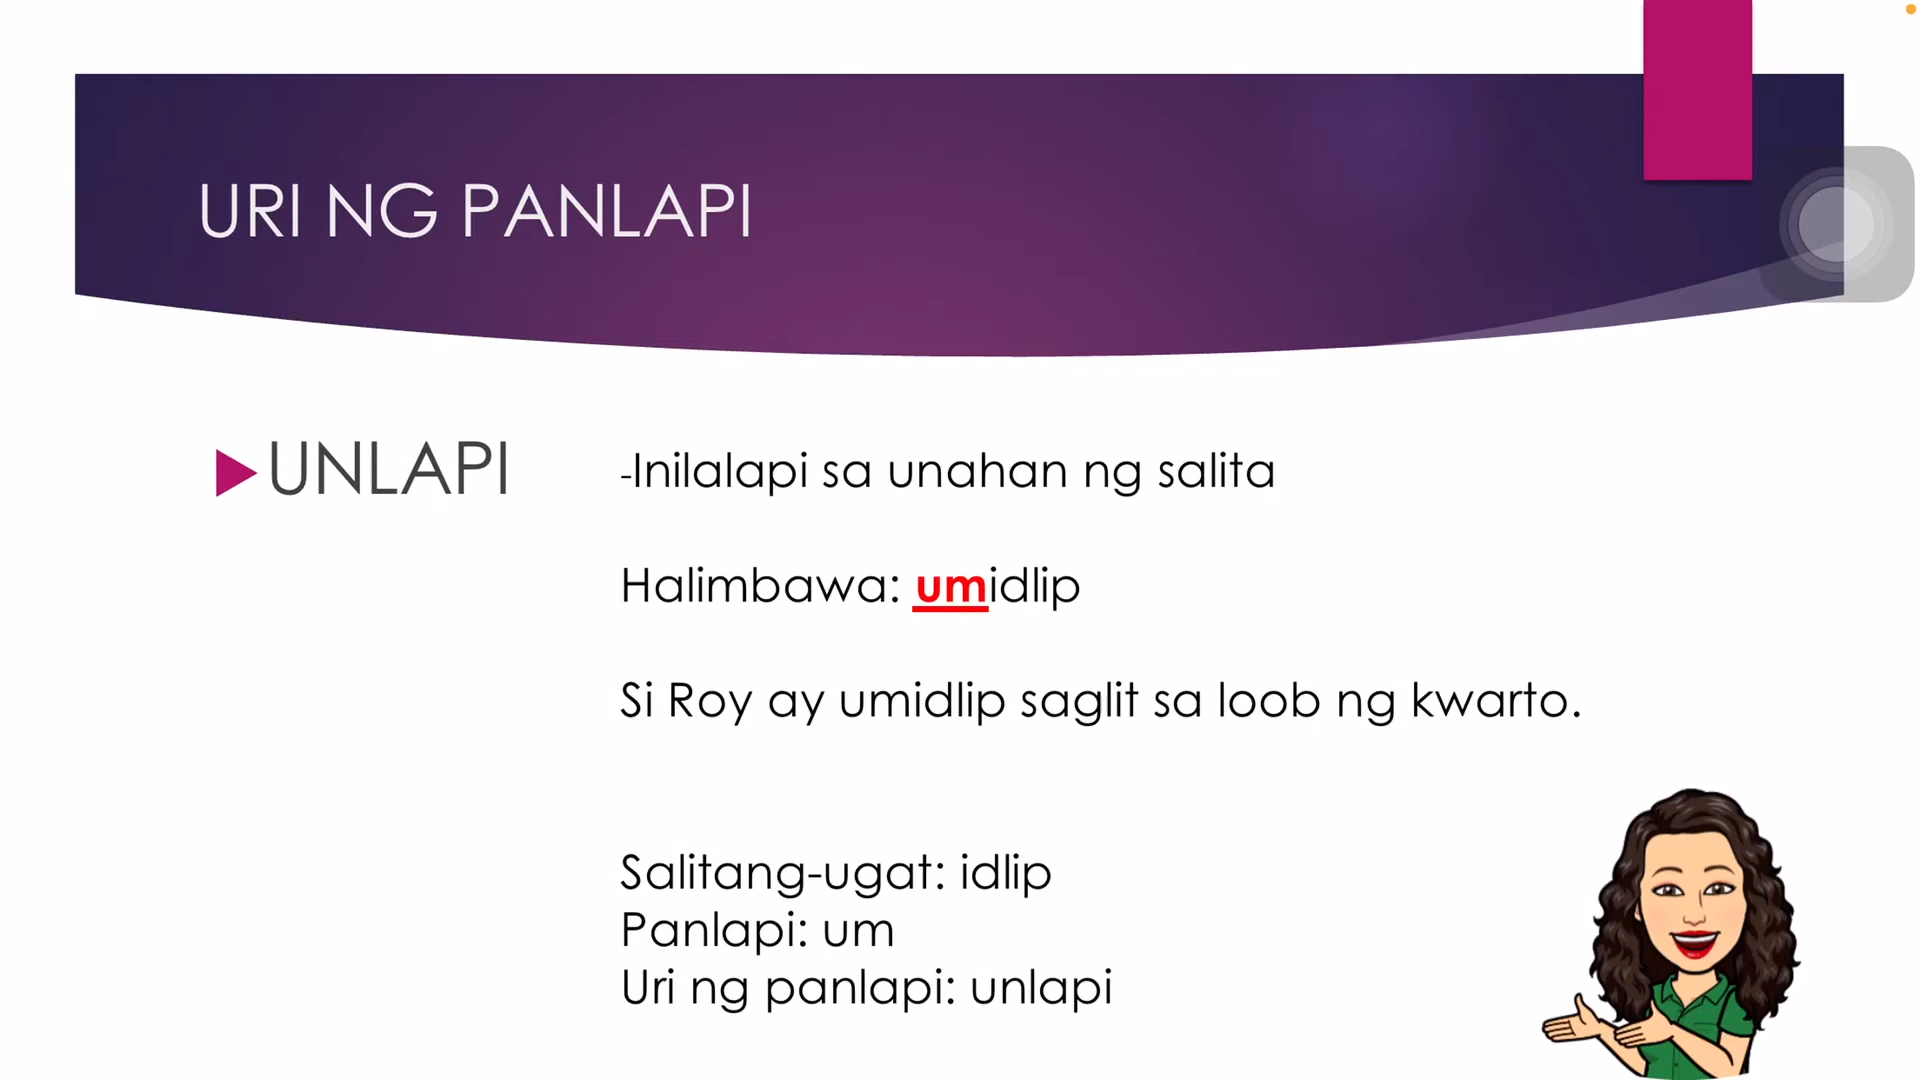 URI NG PANLAPI
UNLAPI
-Inilalapi sa unahan ng salita
Halimbawa: umidlip
Si Roy ay umidlip saglit sa loob ng kwarto.
Salitang-ugat: idlip
Panlapi: um
Uri ng panlapi: unlapi